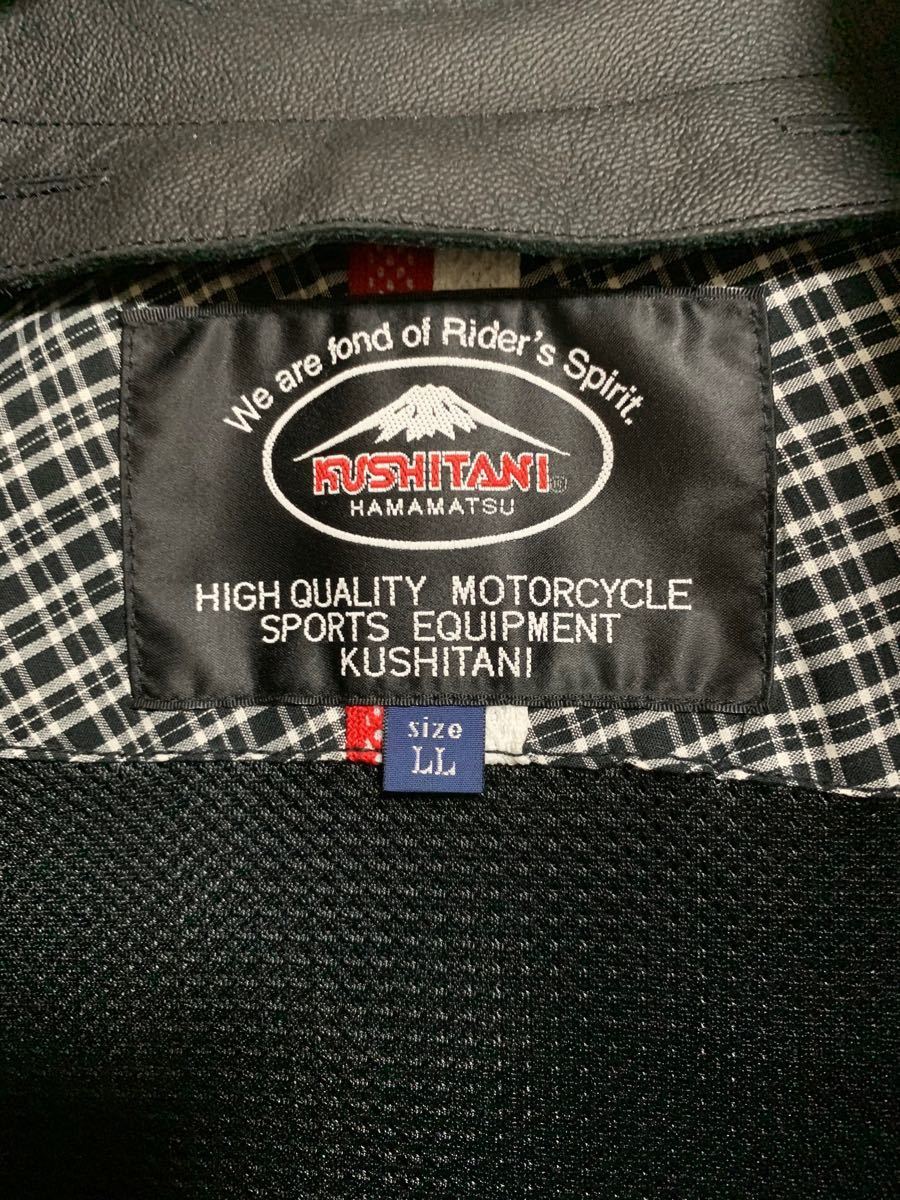 We are fond of Rider's Spirit.
KUSHITANI®
HAMAMATSU
HIGH QUALITY MOTORCYCLE
SPORTS EQUIPMENT
KUSHITANI
size
LL